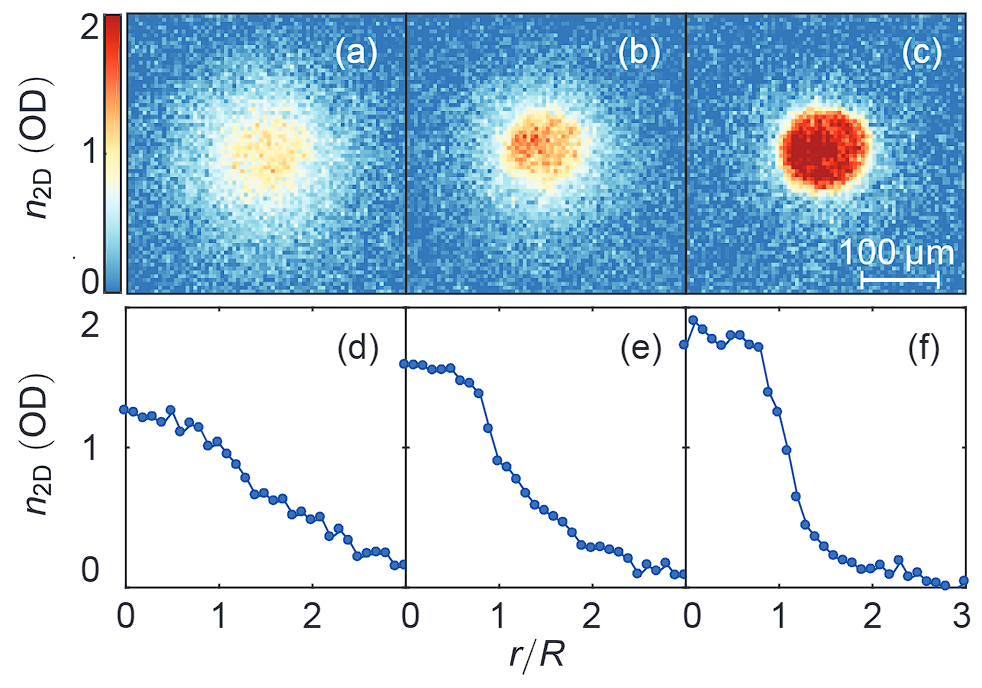 2
1
0
n2D (OD)
(a)
(b)
(c)
100 µm
2
1
0
n2D (OD)
(d)
(e)
(f)
0 1 2 0 1 2 0 1 2 3
r/R